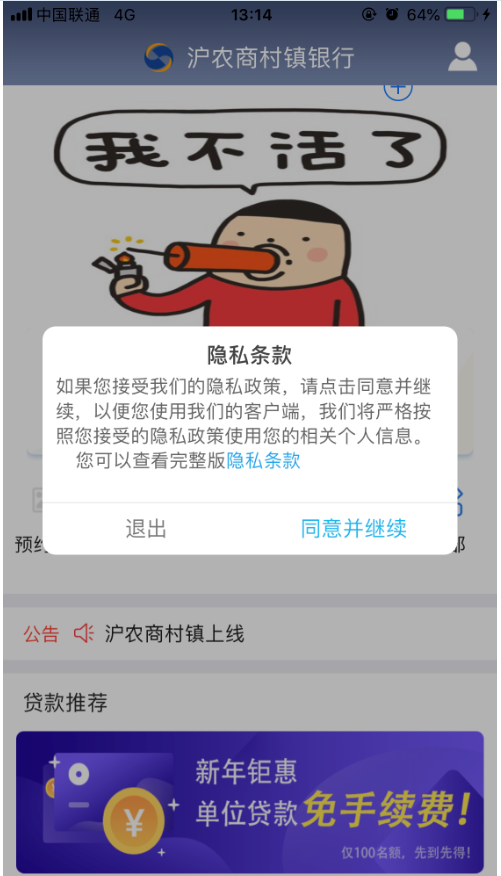 中国联通 4G 13:14 64%
沪农商村镇银行
我不活了
隐私条款
如果您接受我们的隐私政策，请点击同意并继
续，以便您使用我们的客户端，我们将严格按
照您接受的隐私政策使用您的相关个人信息。
您可以查看完整版隐私条款
退出 同意并继续
预约 部
公告 沪农商村镇上线
贷款推荐
新年钜惠
单位贷款免手续费！
仅100名额，先到先得！